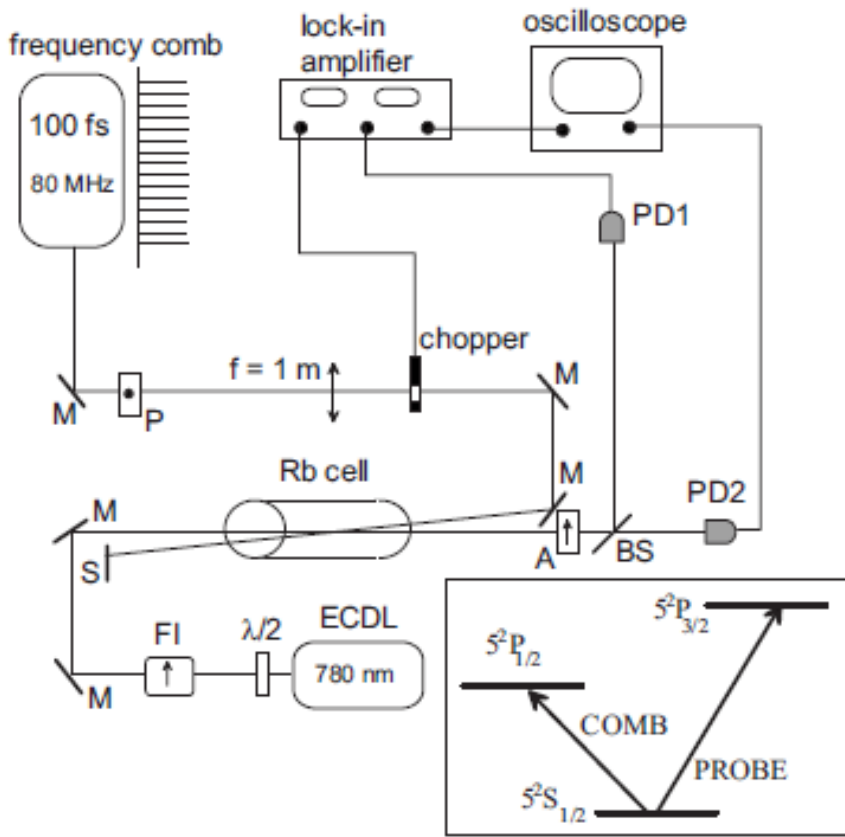 frequency comb
100 fs
80 MHz
lock-in
amplifier
oscilloscope
PD1
chopper
f = 1 m
M
P
M
Rb cell
M
M
PD2
S
A
BS
FI
λ/2
ECDL
780 nm
M
5²P₁/₂
5²P₃/₂
COMB
PROBE
5²S₁/₂